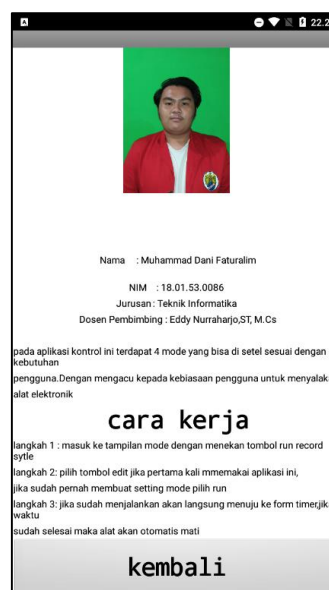 22.2
Nama : Muhammad Dani Faturalim
NIM : 18.01.53.0086
Jurusan : Teknik Informatika
Dosen Pembimbing : Eddy Nurraharjo,ST, M.Cs
pada aplikasi kontrol ini terdapat 4 mode yang bisa di setel sesuai dengan
kebutuhan
pengguna.Dengan mengacu kepada kebiasaan pengguna untuk menyalak
alat elektronik
cara kerja
langkah 1 : masuk ke tampilan mode dengan menekan tombol run record
sytle
langkah 2: pilih tombol edit jika pertama kali mmemakai aplikasi ini,
jika sudah pernah membuat setting mode pilih run
langkah 3: jika sudah menjalankan akan langsung menuju ke form timer,jika
waktu
sudah selesai maka alat akan otomatis mati
kembali